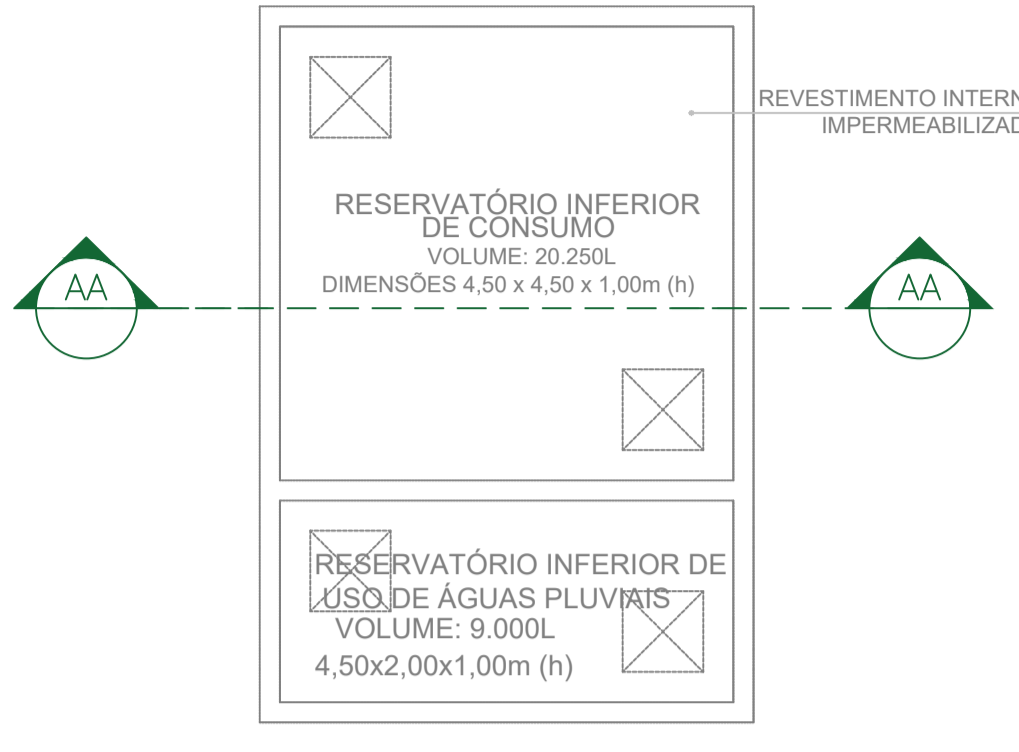 REVESTIMENTO INTERN
IMPERMEABILIZAD
RESERVATÓRIO INFERIOR
DE CONSUMO
VOLUME: 20.250L
DIMENSÕES 4,50 x 4,50 x 1,00m (h)
AA
AA
RESERVATÓRIO INFERIOR DE
USO DE ÁGUAS PLUVIAIS
VOLUME: 9.000L
4,50x2,00x1,00m (h)